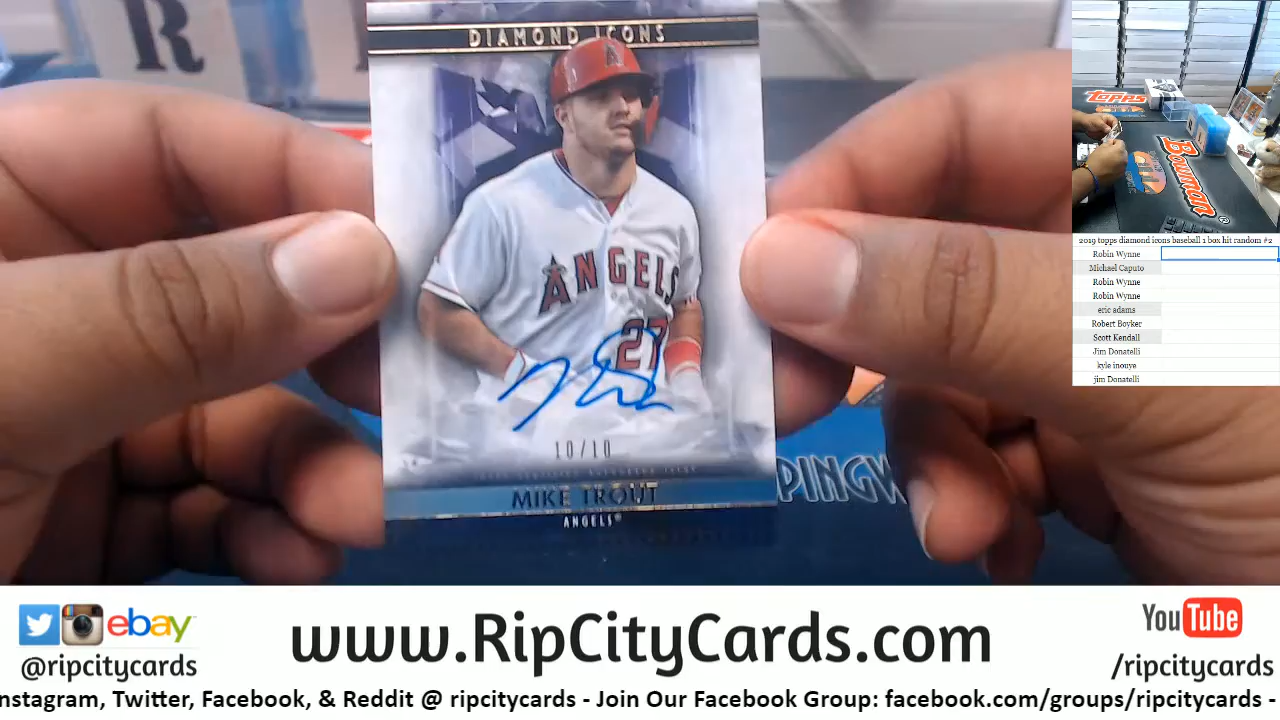 R
DIAMOND ICONS
A
ANGELS
27
10/10
MIKE TROUT
ANGELS
PINGW
Topps
Bowman
2019 topps diamond icons baseball 1 box hit random #2
Robin Wynne
Michael Caputo
Robin Wynne
Robin Wynne
eric adams
Robert Boyker
Scott Kendall
Jim Donatelli
kyle inouye
jim Donatelli
ebay
@ripcitycards
www.RipCityCards.com
YouTube
/ripcitycards
nstagram, Twitter, Facebook, & Reddit @ ripcitycards - Join Our Facebook Group: facebook.com/groups/ripcitycards -